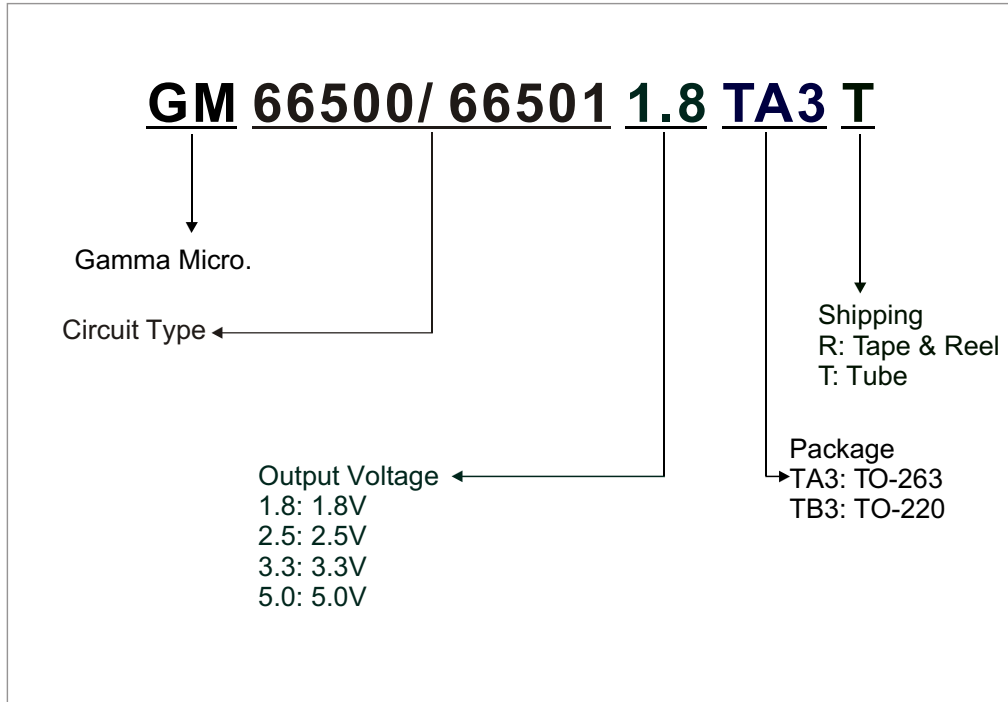 GM 66500/ 66501 1.8 TA3 T
Gamma Micro.
Circuit Type
Shipping
R: Tape & Reel
T: Tube
Output Voltage
1.8: 1.8V
2.5: 2.5V
3.3: 3.3V
5.0: 5.0V
Package
TA3: TO-263
TB3: TO-220